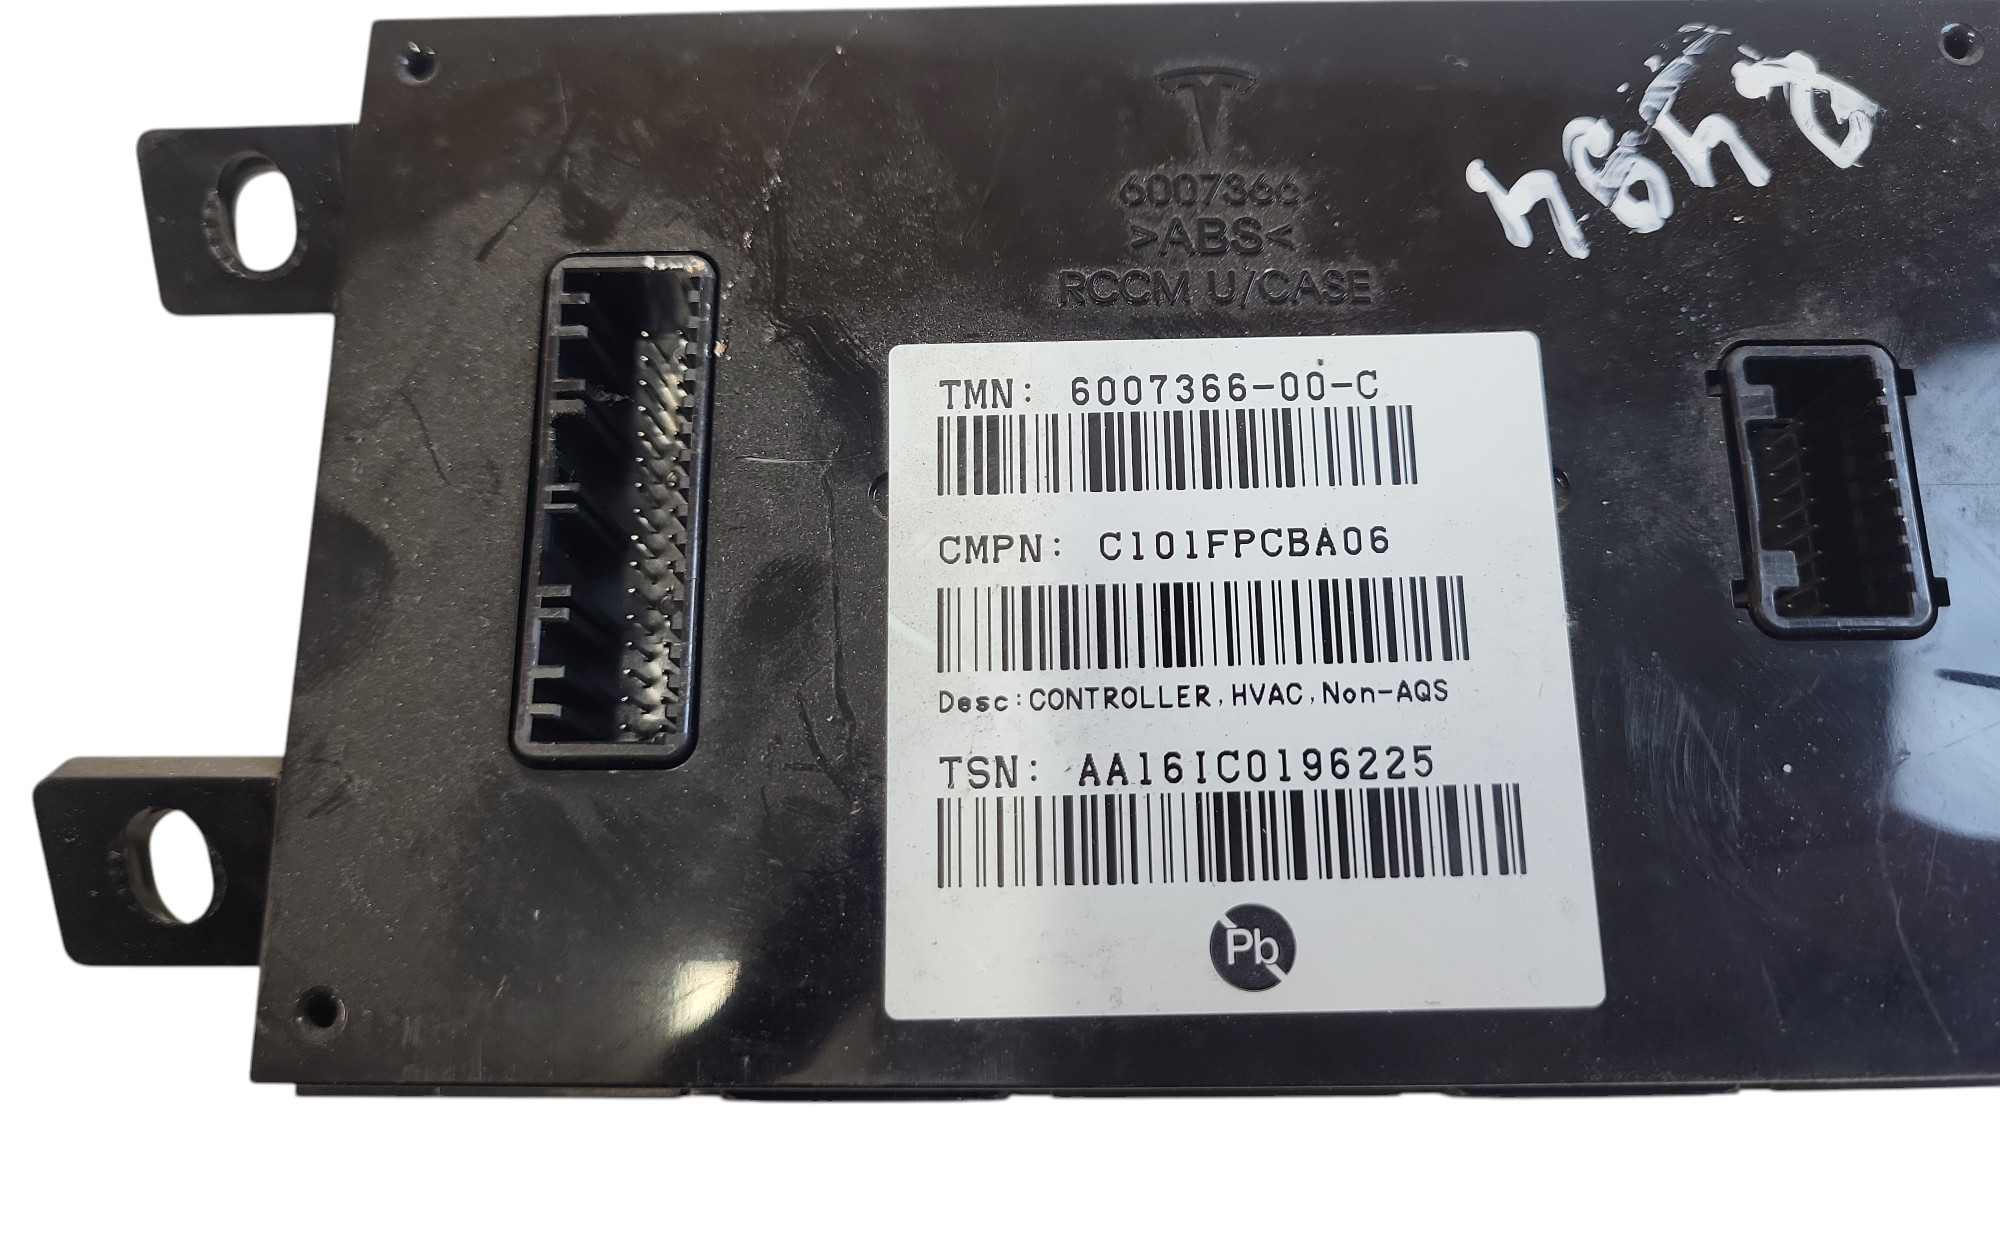 6007366
>ABS<
RCCM U/CASE
TMN: 6007366-00-C
CMPN: C101FPCBA06
Desc:CONTROLLER,HVAC,Non-AQS
TSN: AA16IC0196225
Pb